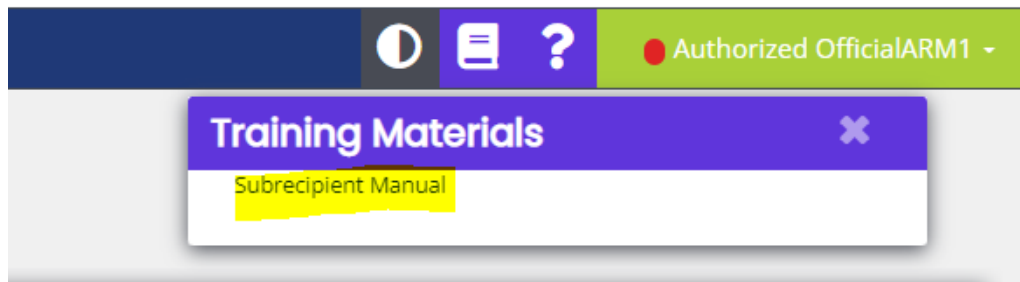 ? Authorized OfficialARM1
Training Materials
Subrecipient Manual